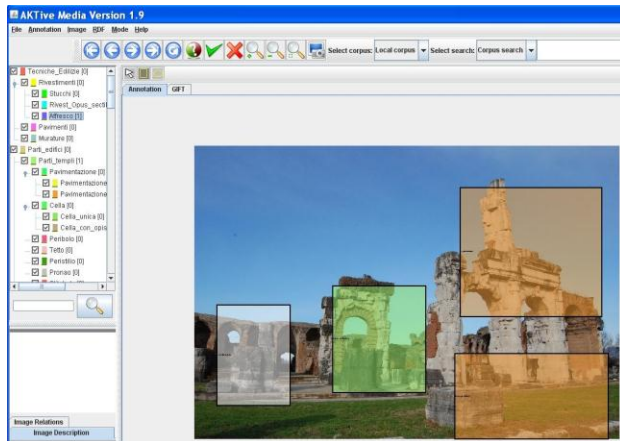 AKTive Media Version 1.9
File Annotation Image RDF Mode Help
Select corpus: Local corpus Select search: Corpus search
Tecniche_Edilizie [0]
Rivestimenti [0]
Stucchi [0]
Rivest_Opus_sectil
Affresco [1]
Pavimenti [0]
Murature [0]
Parti_edifici [0]
Parti_templi [1]
Pavimentazione [0]
Pavimentazione
Pavimentazione
Cella [0]
Cella_unica [0]
Cella_con_opis
Peribolo [0]
Tetto [0]
Peristilio [0]
Pronao [0]
Annotation GIFT
Image Relations
Image Description